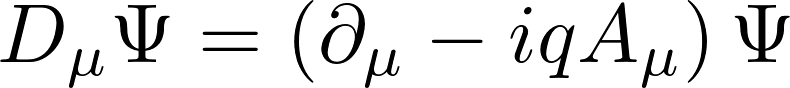 D_μΨ = (∂_μ − iqA_μ) Ψ